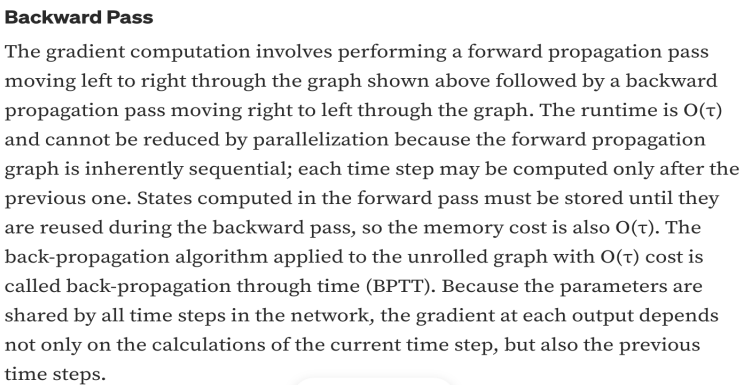 Backward Pass
The gradient computation involves performing a forward propagation pass
moving left to right through the graph shown above followed by a backward
propagation pass moving right to left through the graph. The runtime is O(τ)
and cannot be reduced by parallelization because the forward propagation
graph is inherently sequential; each time step may be computed only after the
previous one. States computed in the forward pass must be stored until they
are reused during the backward pass, so the memory cost is also O(τ). The
back-propagation algorithm applied to the unrolled graph with O(τ) cost is
called back-propagation through time (BPTT). Because the parameters are
shared by all time steps in the network, the gradient at each output depends
not only on the calculations of the current time step, but also the previous
time steps.